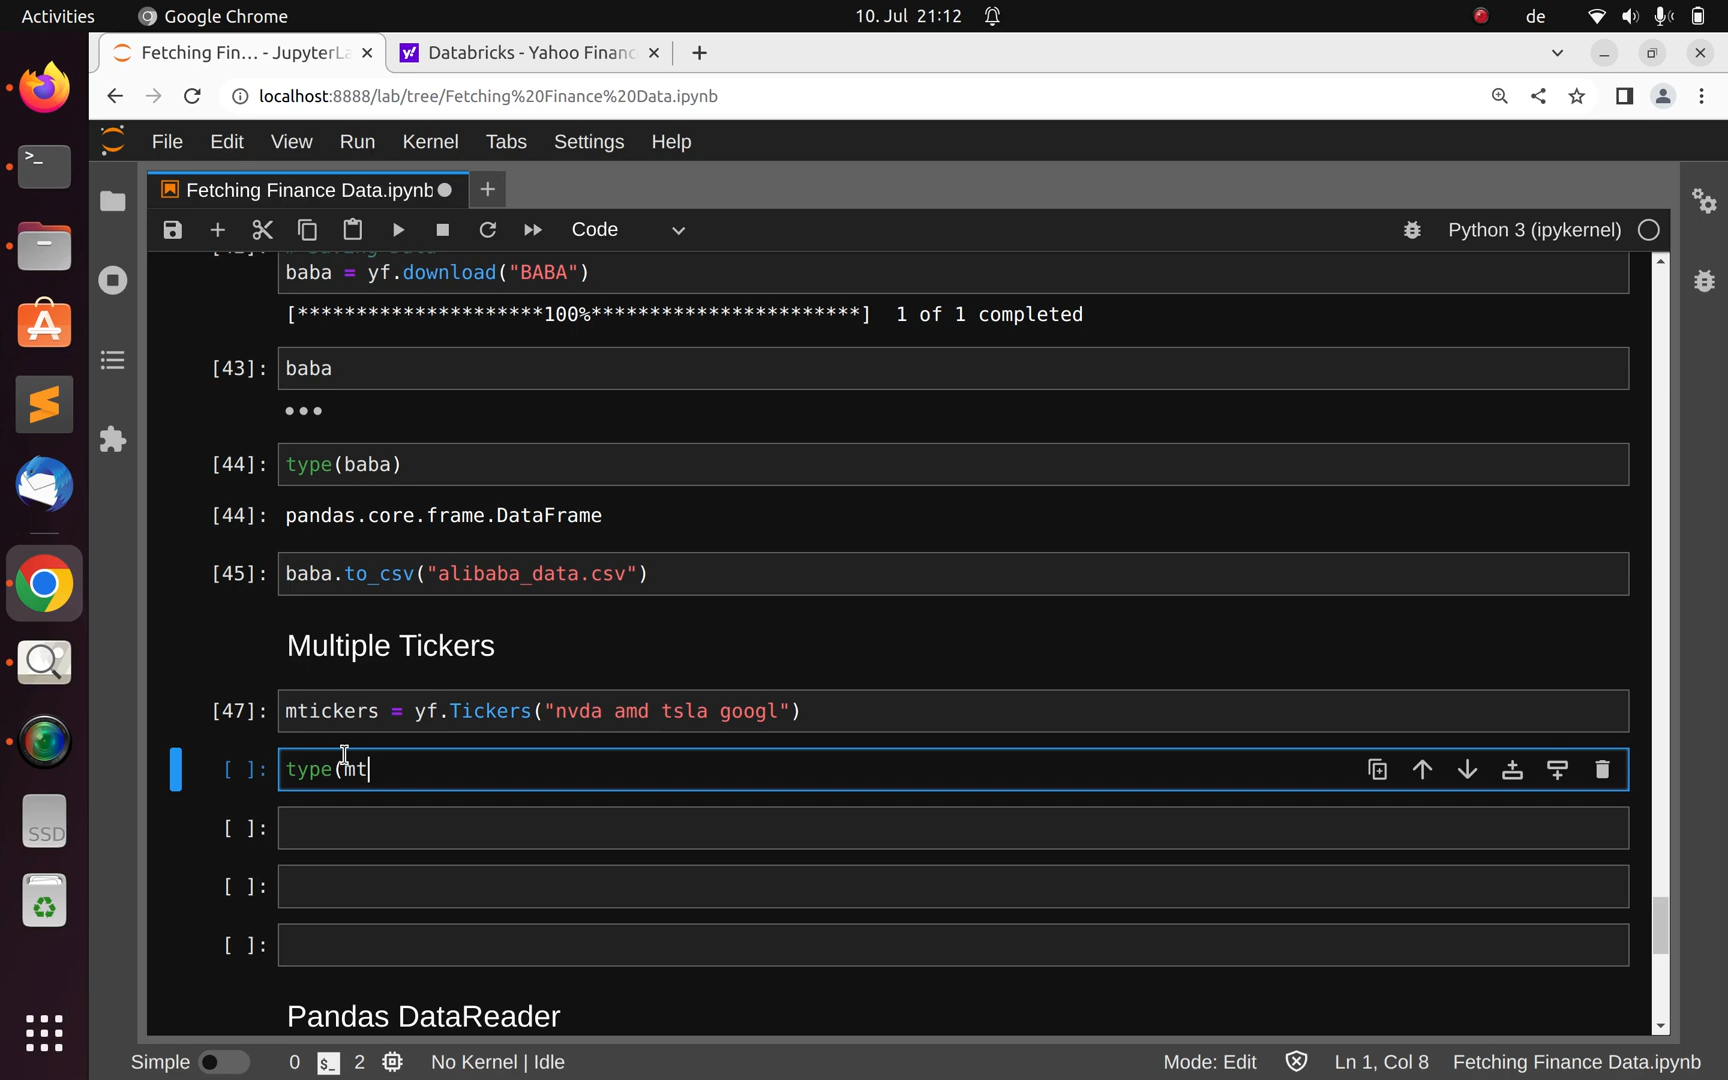 Activities Google Chrome 10. Jul 21:12 de
Fetching Fin… - JupyterLa Databricks - Yahoo Financ
localhost:8888/lab/tree/Fetching%20Finance%20Data.ipynb
File Edit View Run Kernel Tabs Settings Help
Fetching Finance Data.ipynb
Code Python 3 (ipykernel)
baba = yf.download("BABA")
[*********************100%***********************] 1 of 1 completed
[43]: baba
[44]: type(baba)
[44]: pandas.core.frame.DataFrame
[45]: baba.to_csv("alibaba_data.csv")
Multiple Tickers
[47]: mtickers = yf.Tickers("nvda amd tsla googl")
[ ]: type(mt
[ ]:
[ ]:
SSD
[ ]:
Pandas DataReader
Simple 0 $_ 2 No Kernel | Idle Mode: Edit Ln 1, Col 8 Fetching Finance Data.ipynb